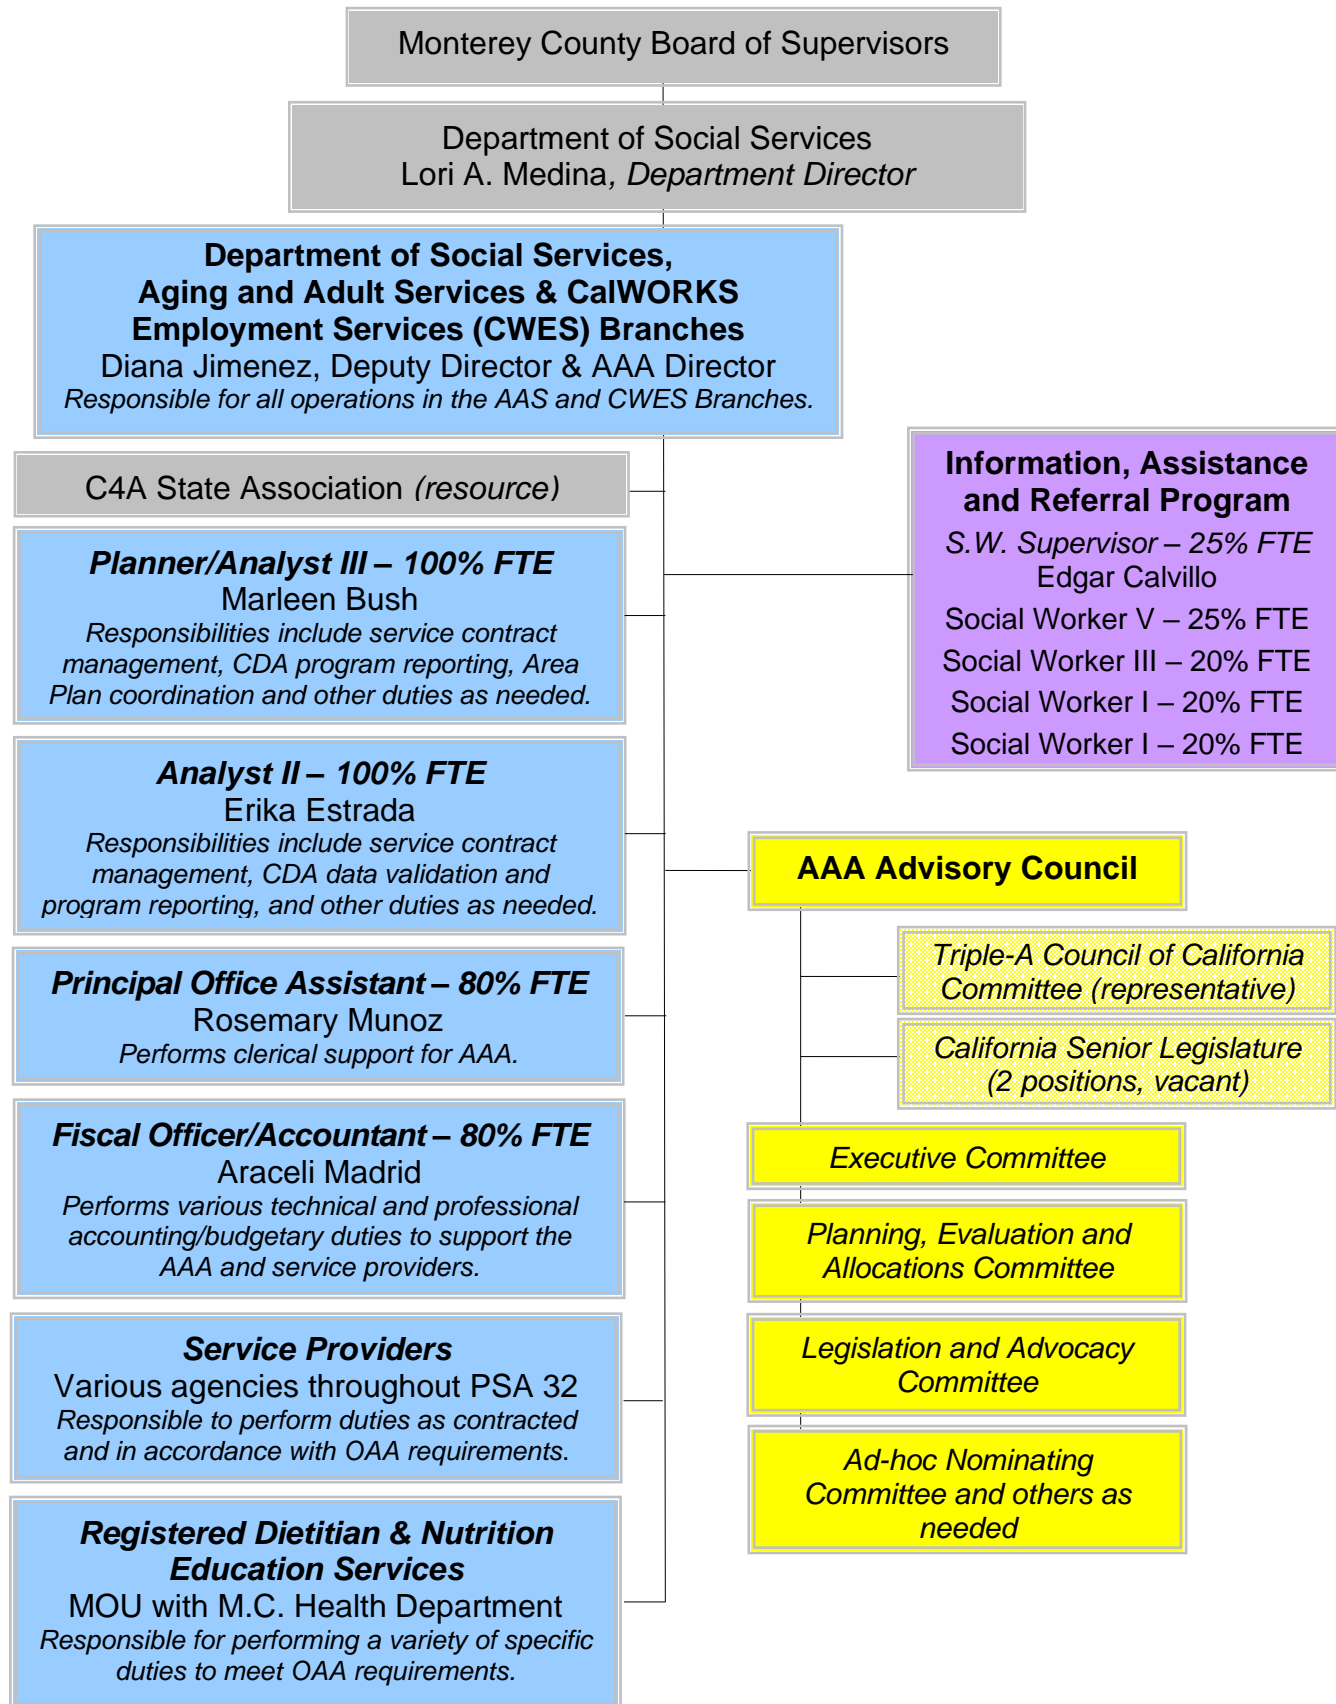 Monterey County Board of Supervisors
Department of Social Services
Lori A. Medina, Department Director
Department of Social Services,
Aging and Adult Services & CalWORKS
Employment Services (CWES) Branches
Diana Jimenez, Deputy Director & AAA Director
Responsible for all operations in the AAS and CWES Branches.
C4A State Association (resource)
Planner/Analyst III – 100% FTE
Marleen Bush
Responsibilities include service contract
management, CDA program reporting, Area
Plan coordination and other duties as needed.
Analyst II – 100% FTE
Erika Estrada
Responsibilities include service contract
management, CDA data validation and
program reporting, and other duties as needed.
Principal Office Assistant – 80% FTE
Rosemary Munoz
Performs clerical support for AAA.
Fiscal Officer/Accountant – 80% FTE
Araceli Madrid
Performs various technical and professional
accounting/budgetary duties to support the
AAA and service providers.
Service Providers
Various agencies throughout PSA 32
Responsible to perform duties as contracted
and in accordance with OAA requirements.
Registered Dietitian & Nutrition
Education Services
MOU with M.C. Health Department
Responsible for performing a variety of specific
duties to meet OAA requirements.
Information, Assistance
and Referral Program
S.W. Supervisor – 25% FTE
Edgar Calvillo
Social Worker V – 25% FTE
Social Worker III – 20% FTE
Social Worker I – 20% FTE
Social Worker I – 20% FTE
AAA Advisory Council
Triple-A Council of California
Committee (representative)
California Senior Legislature
(2 positions, vacant)
Executive Committee
Planning, Evaluation and
Allocations Committee
Legislation and Advocacy
Committee
Ad-hoc Nominating
Committee and others as
needed